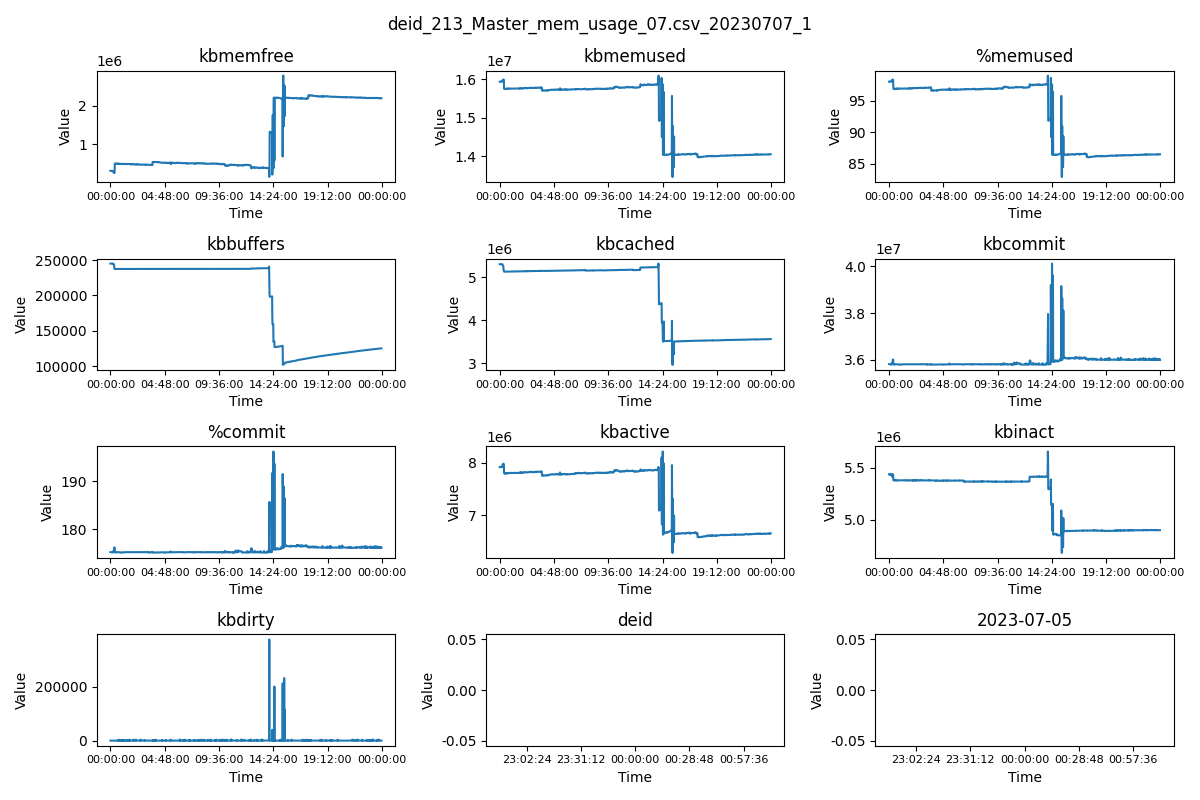 deid_213_Master_mem_usage_07.csv_20230707_1
kbmemfree
1e6
Value
2
1
00:00:00 04:48:00 09:36:00 14:24:00 19:12:00 00:00:00
Time
kbmemused
1e7
Value
1.6
1.5
1.4
00:00:00 04:48:00 09:36:00 14:24:00 19:12:00 00:00:00
Time
%memused
Value
95
90
85
00:00:00 04:48:00 09:36:00 14:24:00 19:12:00 00:00:00
Time
kbbuffers
Value
250000
200000
150000
100000
00:00:00 04:48:00 09:36:00 14:24:00 19:12:00 00:00:00
Time
kbcached
1e6
Value
5
4
3
00:00:00 04:48:00 09:36:00 14:24:00 19:12:00 00:00:00
Time
kbcommit
1e7
Value
4.0
3.8
3.6
00:00:00 04:48:00 09:36:00 14:24:00 19:12:00 00:00:00
Time
%commit
Value
190
180
00:00:00 04:48:00 09:36:00 14:24:00 19:12:00 00:00:00
Time
kbactive
1e6
Value
8
7
00:00:00 04:48:00 09:36:00 14:24:00 19:12:00 00:00:00
Time
kbinact
1e6
Value
5.5
5.0
00:00:00 04:48:00 09:36:00 14:24:00 19:12:00 00:00:00
Time
kbdirty
Value
200000
0
00:00:00 04:48:00 09:36:00 14:24:00 19:12:00 00:00:00
Time
deid
Value
0.05
0.00
-0.05
23:02:24 23:31:12 00:00:00 00:28:48 00:57:36
Time
2023-07-05
Value
0.05
0.00
-0.05
23:02:24 23:31:12 00:00:00 00:28:48 00:57:36
Time